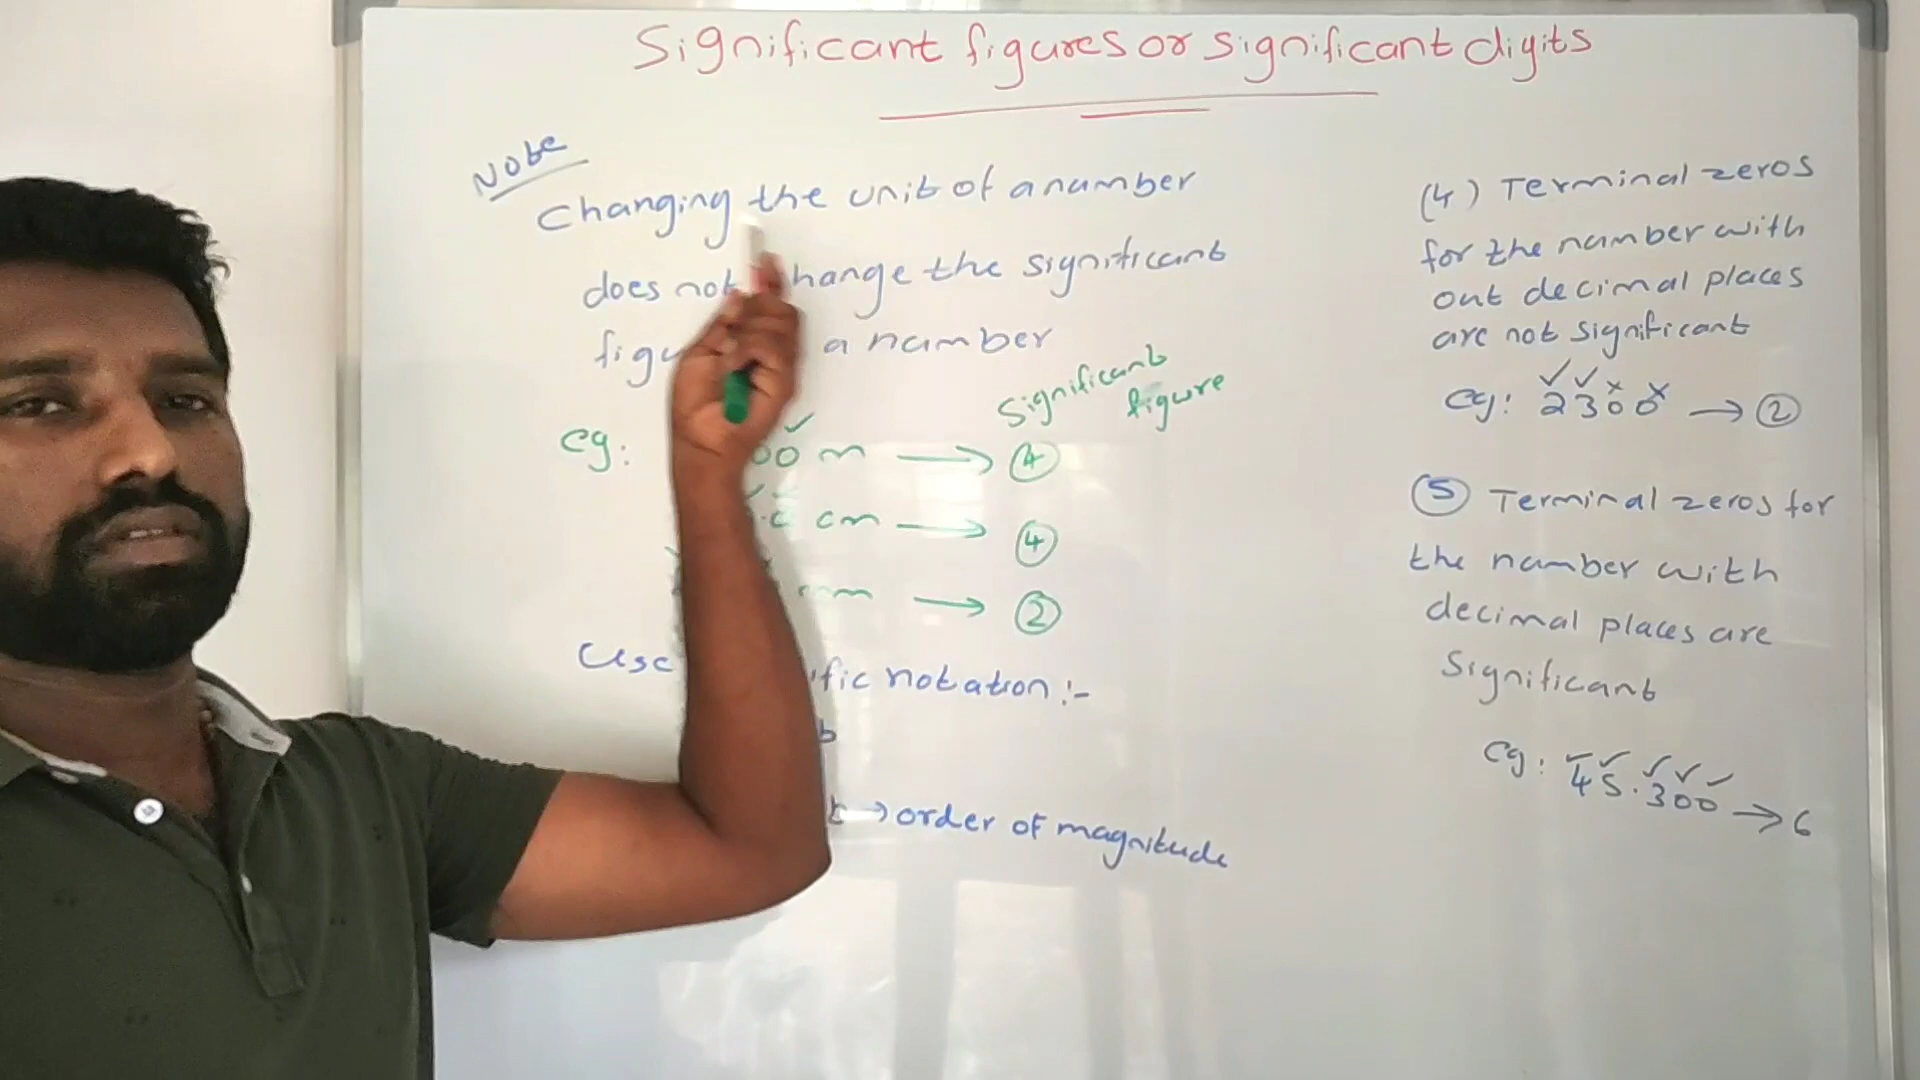 Significant figures or significant digits
Note
Changing the unit of a number
does not change the significant
a number
Significant
figure
eg: 00 m → 4
cm → 4
mm → 2
Use notation :-
→ order of magnitude
(4) Terminal zeros
for the number with
out decimal places
are not significant
eg: 2300 → 2
5 Terminal zeros for
the number with
decimal places are
Significant
eg: 45.300 → 6